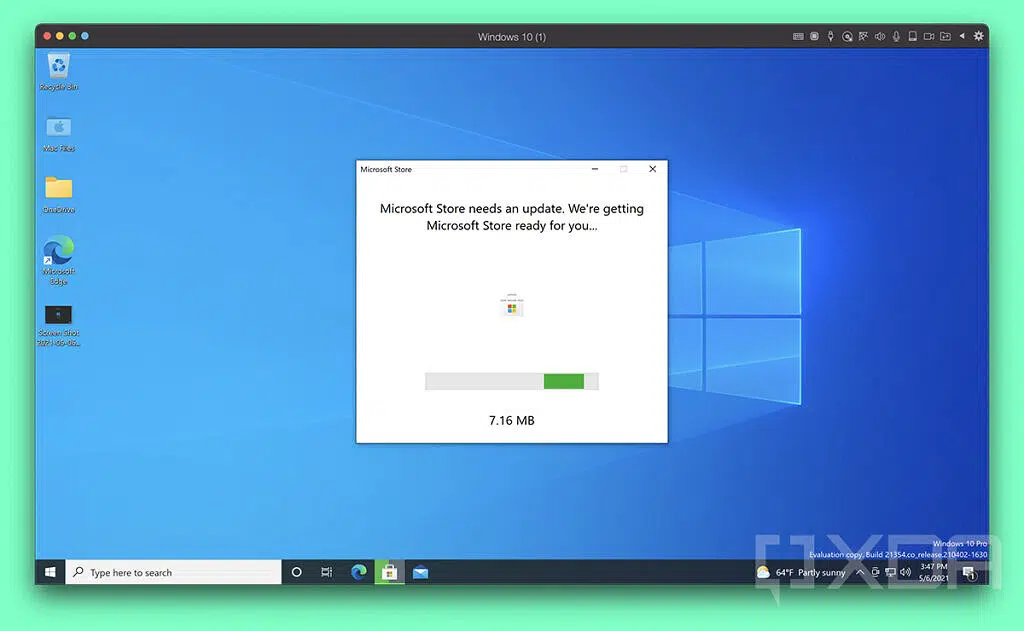 Windows 10 (1)
Recycle Bin
Mac Files
OneDrive
Microsoft
Edge
Screen Shot
2021-05-06...
Microsoft Store
Microsoft Store needs an update. We're getting
Microsoft Store ready for you...
7.16 MB
Windows 10 Pro
Evaluation copy. Build 21354.co_release.210402-1630
Type here to search
64°F Partly sunny
3:47 PM
5/6/2021
1
XDA